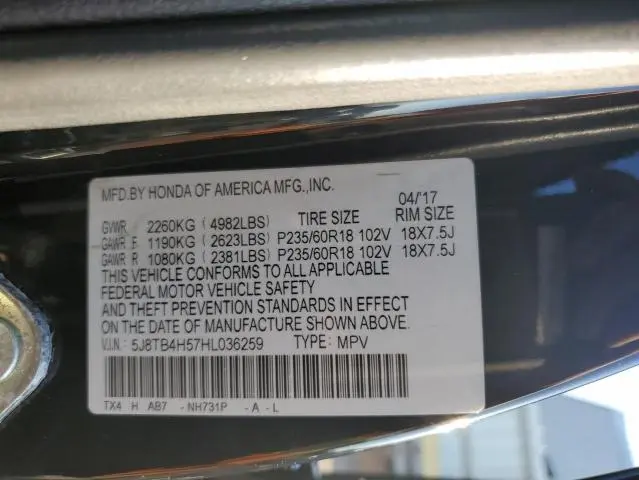 MFD.BY HONDA OF AMERICA MFG.,INC.
04/'17
GVWR 2260KG (4982LBS) TIRE SIZE RIM SIZE
GAWR F 1190KG (2623LBS) P235/60R18 102V 18X7.5J
GAWR R 1080KG (2381LBS) P235/60R18 102V 18X7.5J
THIS VEHICLE CONFORMS TO ALL APPLICABLE
FEDERAL MOTOR VEHICLE SAFETY
AND THEFT PREVENTION STANDARDS IN EFFECT
ON THE DATE OF MANUFACTURE SHOWN ABOVE.
V.I.N.: 5J8TB4H57HL036259 TYPE: MPV
TX4 H AB7 -NH731P -A -L